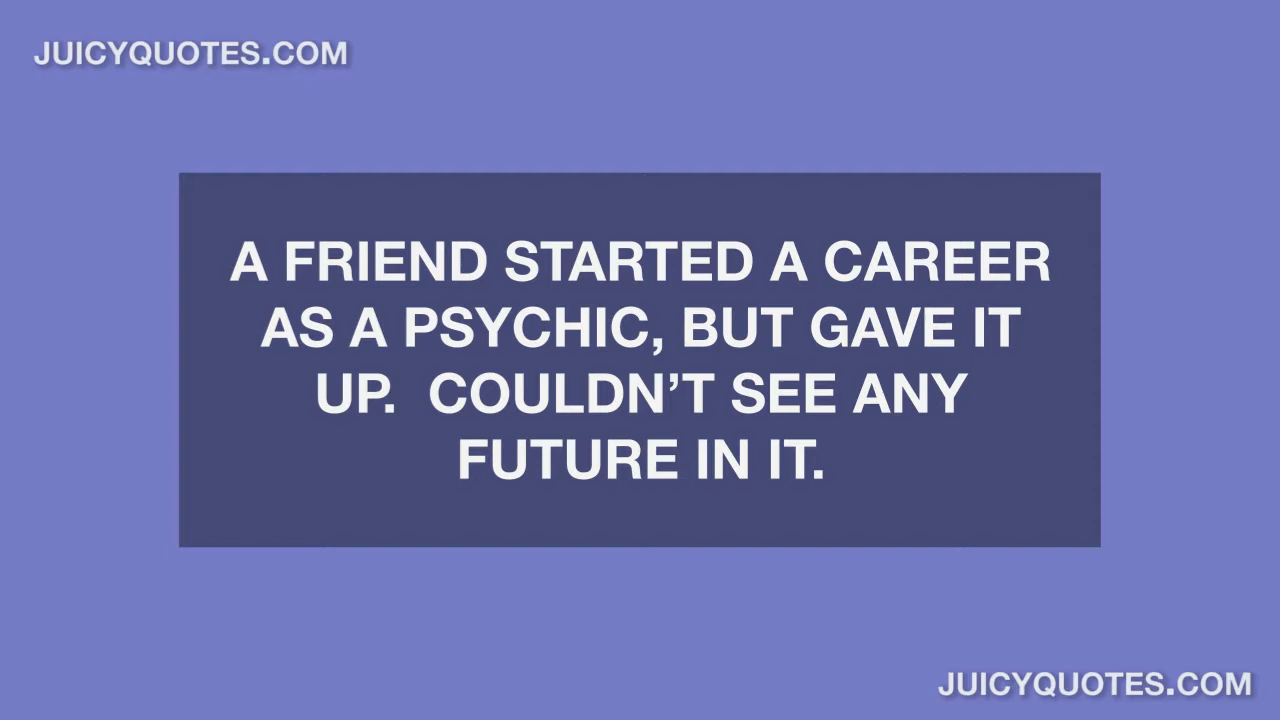 JUICYQUOTES.COM
A FRIEND STARTED A CAREER
AS A PSYCHIC, BUT GAVE IT
UP.  COULDN’T SEE ANY
FUTURE IN IT.
JUICYQUOTES.COM